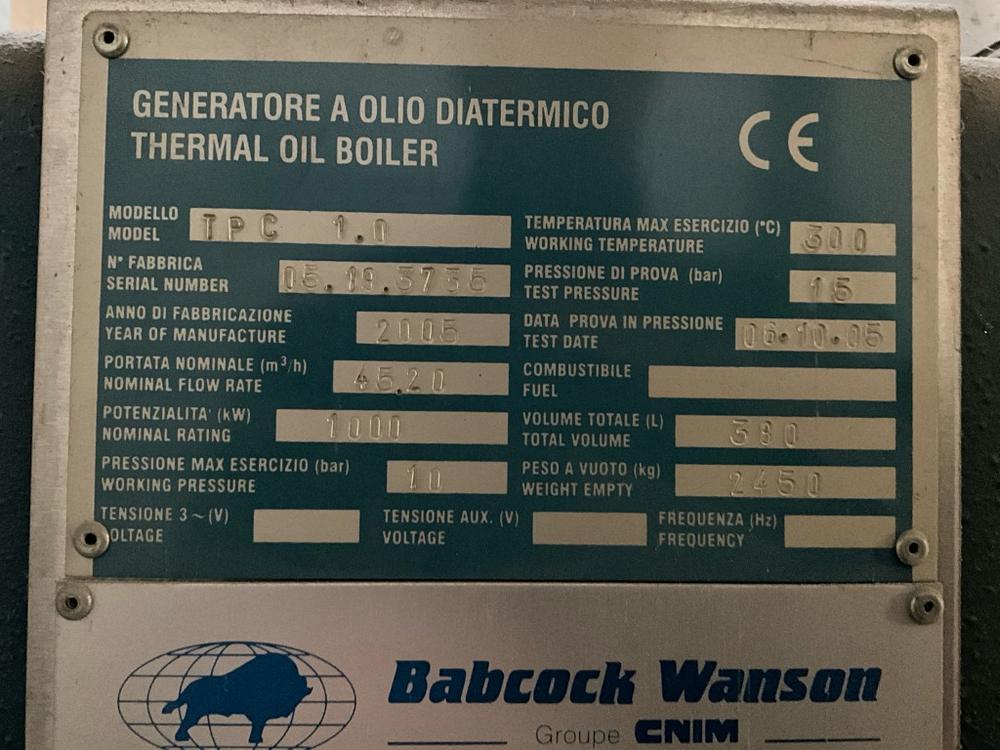 GENERATORE A OLIO DIATERMICO
THERMAL OIL BOILER
CE
MODELLO
MODEL
TPC 1.0
N° FABBRICA
SERIAL NUMBER
05.19.3735
ANNO DI FABBRICAZIONE
YEAR OF MANUFACTURE
2005
PORTATA NOMINALE (m³/h)
NOMINAL FLOW RATE
45.20
POTENZIALITA' (kW)
NOMINAL RATING
1000
PRESSIONE MAX ESERCIZIO (bar)
WORKING PRESSURE
10
TEMPERATURA MAX ESERCIZIO (°C)
WORKING TEMPERATURE
300
PRESSIONE DI PROVA (bar)
TEST PRESSURE
15
DATA PROVA IN PRESSIONE
TEST DATE
06.10.05
COMBUSTIBILE
FUEL
VOLUME TOTALE (L)
TOTAL VOLUME
380
PESO A VUOTO (kg)
WEIGHT EMPTY
2450
TENSIONE 3~(V)
VOLTAGE
TENSIONE AUX. (V)
VOLTAGE
FREQUENZA (Hz)
FREQUENCY
Babcock Wanson
Groupe CNIM